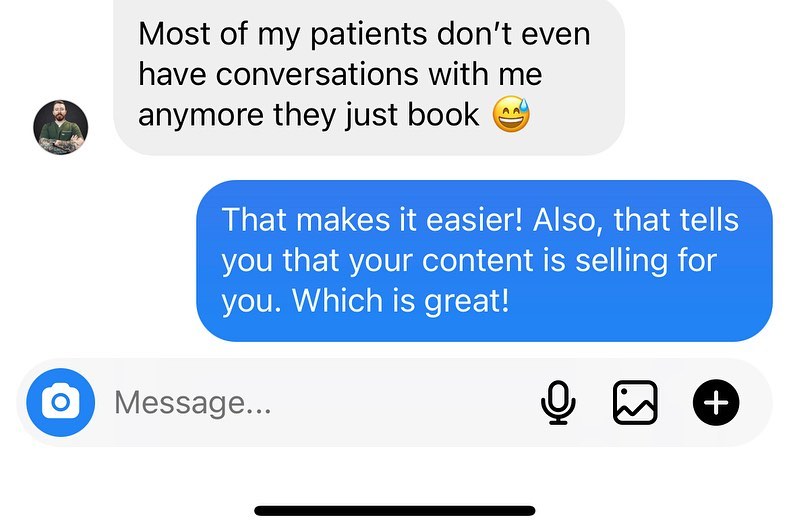 Most of my patients don’t even
have conversations with me
anymore they just book 😅
That makes it easier! Also, that tells
you that your content is selling for
you. Which is great!
Message...